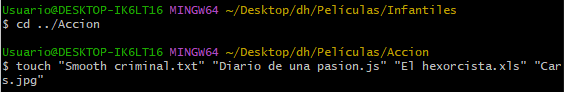 Usuario@DESKTOP-IK6LT16 MINGW64 ~/Desktop/dh/Películas/Infantiles
$ cd ../Accion
Usuario@DESKTOP-IK6LT16 MINGW64 ~/Desktop/dh/Películas/Accion
$ touch "Smooth criminal.txt" "Diario de una pasion.js" "El hexorcista.xls" "Car
s.jpg"